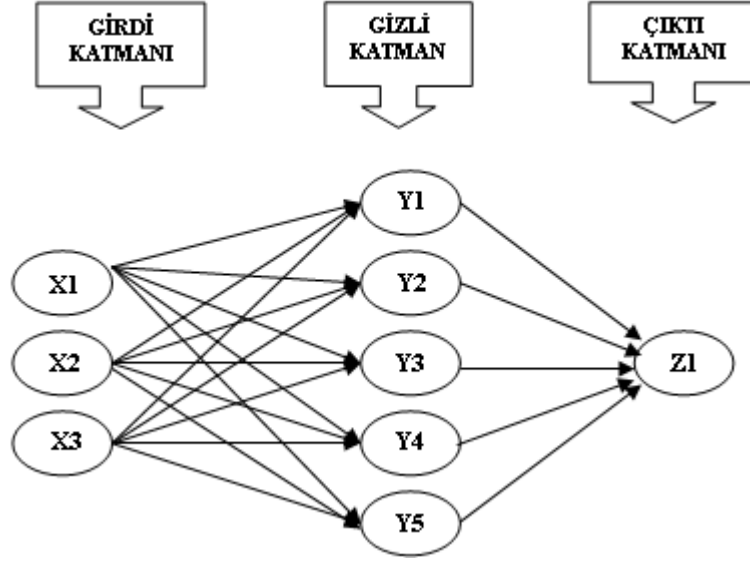 GİRDİ
KATMANI
GİZLİ
KATMAN
ÇIKTI
KATMANI
Y1
X1
Y2
X2
Y3
Z1
X3
Y4
Y5